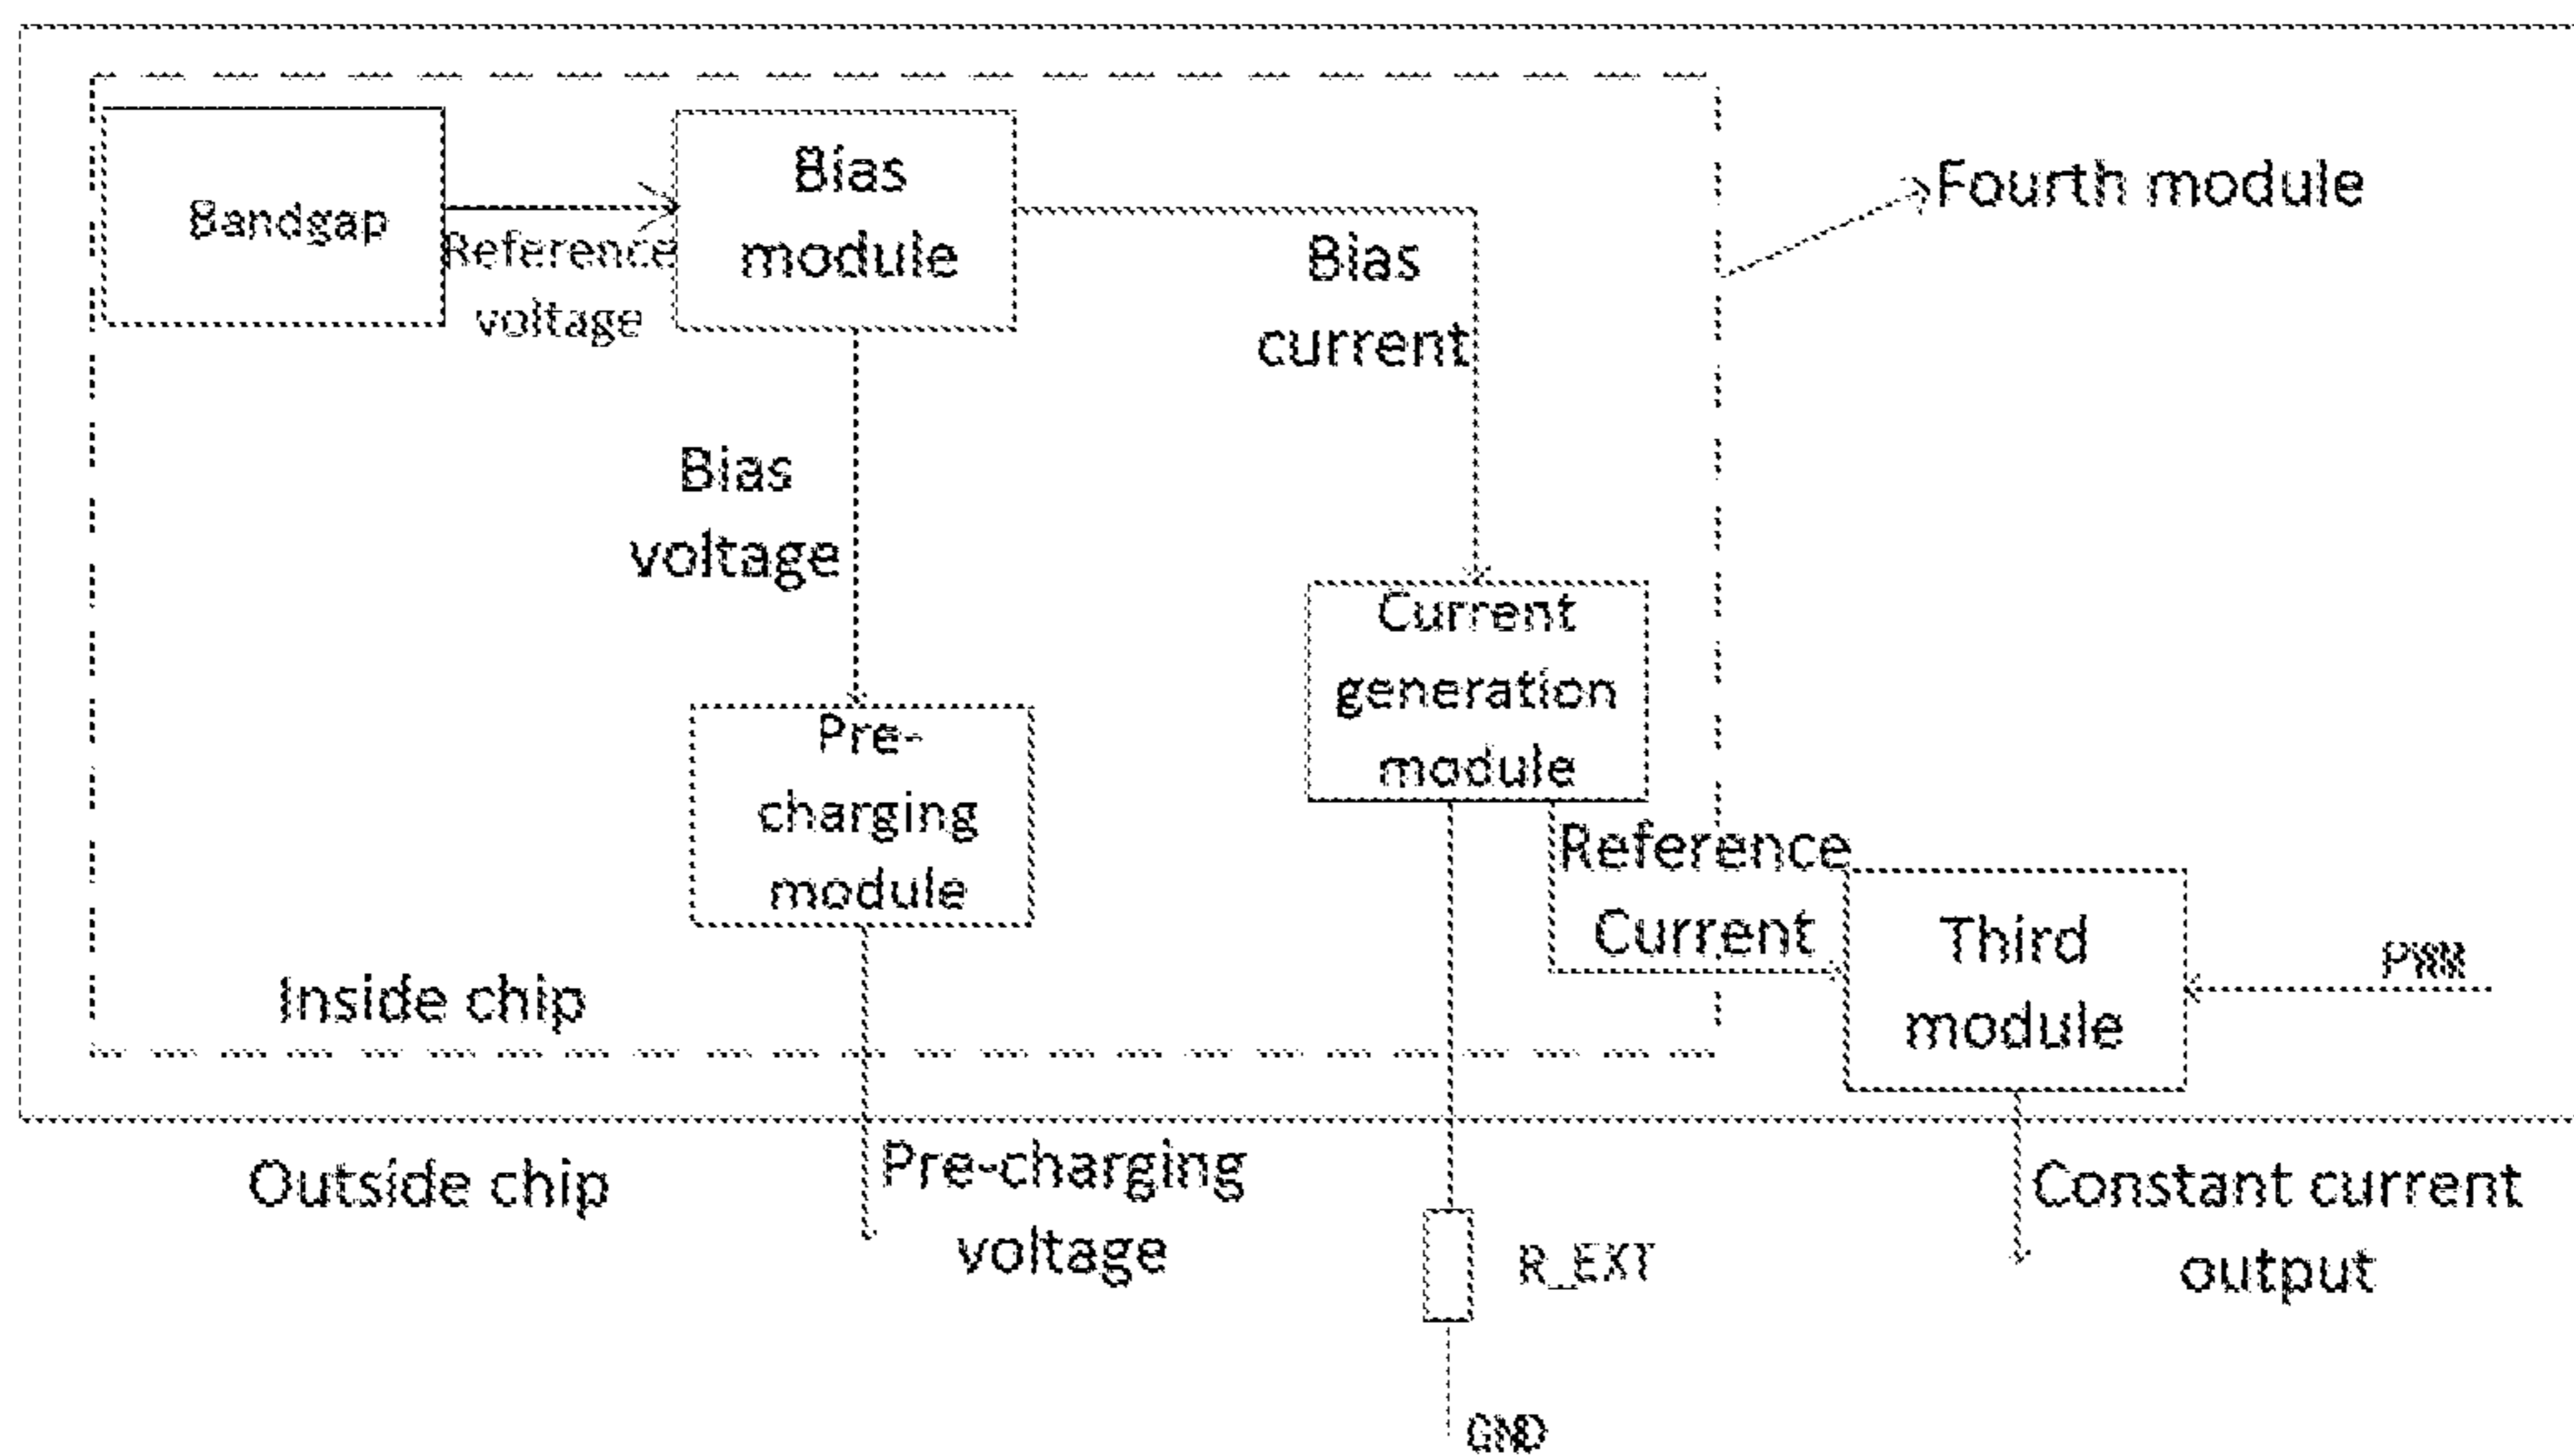 Bandgap
Reference
voltage
Bias
module
Bias
current
Fourth module
Bias
voltage
Current
generation
module
Pre-
charging
module
Reference
Current
Third
module
PWM
Inside chip
Outside chip
Pre-charging
voltage
R_EXT
GND
Constant current
output